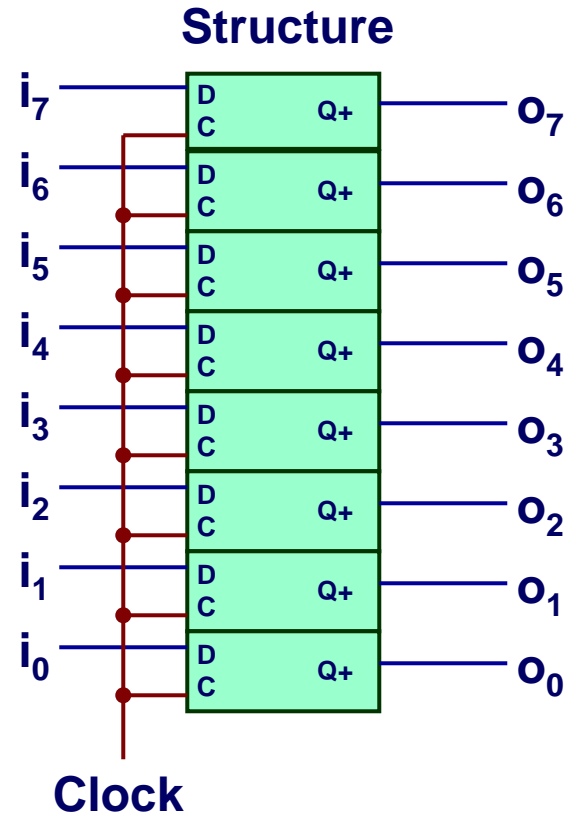 Structure
i7 D C Q+ o7
i6 D C Q+ o6
i5 D C Q+ o5
i4 D C Q+ o4
i3 D C Q+ o3
i2 D C Q+ o2
i1 D C Q+ o1
i0 D C Q+ o0
Clock